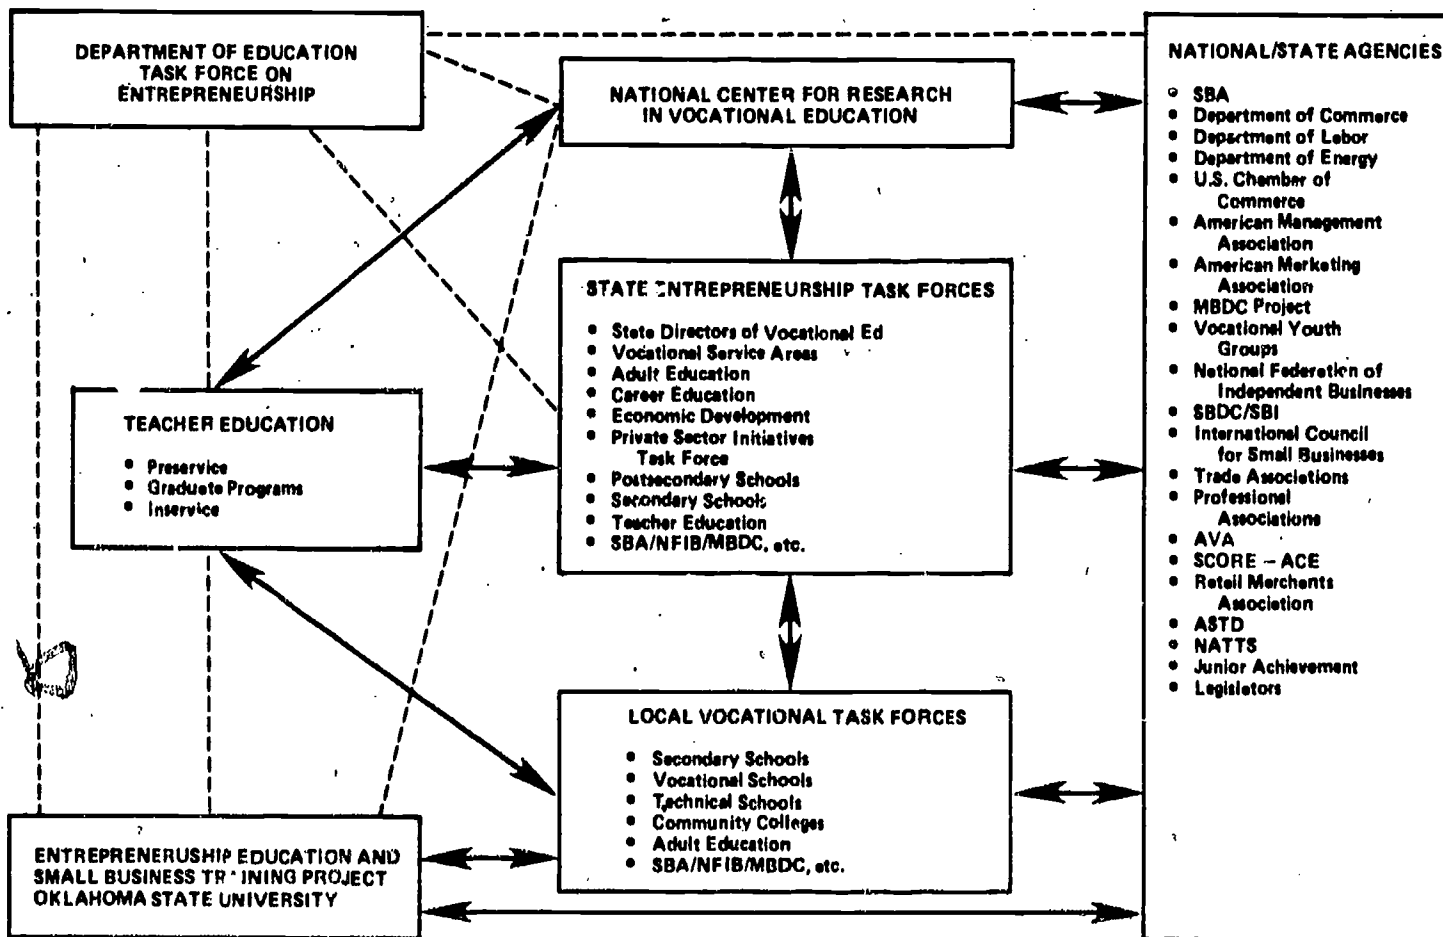 DEPARTMENT OF EDUCATION
TASK FORCE ON
ENTREPRENEURSHIP
NATIONAL CENTER FOR RESEARCH
IN VOCATIONAL EDUCATION
STATE ENTREPRENEURSHIP TASK FORCES
• State Directors of Vocational Ed
• Vocational Service Areas
• Adult Education
• Career Education
• Economic Development
• Private Sector Initiatives
Task Force
• Postsecondary Schools
• Secondary Schools
• Teacher Education
• SBA/NFIB/MBDC, etc.
TEACHER EDUCATION
• Preservice
• Graduate Programs
• Inservice
LOCAL VOCATIONAL TASK FORCES
• Secondary Schools
• Vocational Schools
• Technical Schools
• Community Colleges
• Adult Education
• SBA/NFIB/MBDC, etc.
ENTREPRENERUSHIP EDUCATION AND
SMALL BUSINESS TRAINING PROJECT
OKLAHOMA STATE UNIVERSITY
NATIONAL/STATE AGENCIES
• SBA
• Department of Commerce
• Department of Labor
• Department of Energy
• U.S. Chamber of
Commerce
• American Management
Association
• American Marketing
Association
• MBDC Project
• Vocational Youth
Groups
• National Federation of
Independent Businesses
• SBDC/SBI
• International Council
for Small Businesses
• Trade Associations
• Professional
Associations
• AVA
• SCORE – ACE
• Retail Merchants
Association
• ASTD
• NATTS
• Junior Achievement
• Legislators